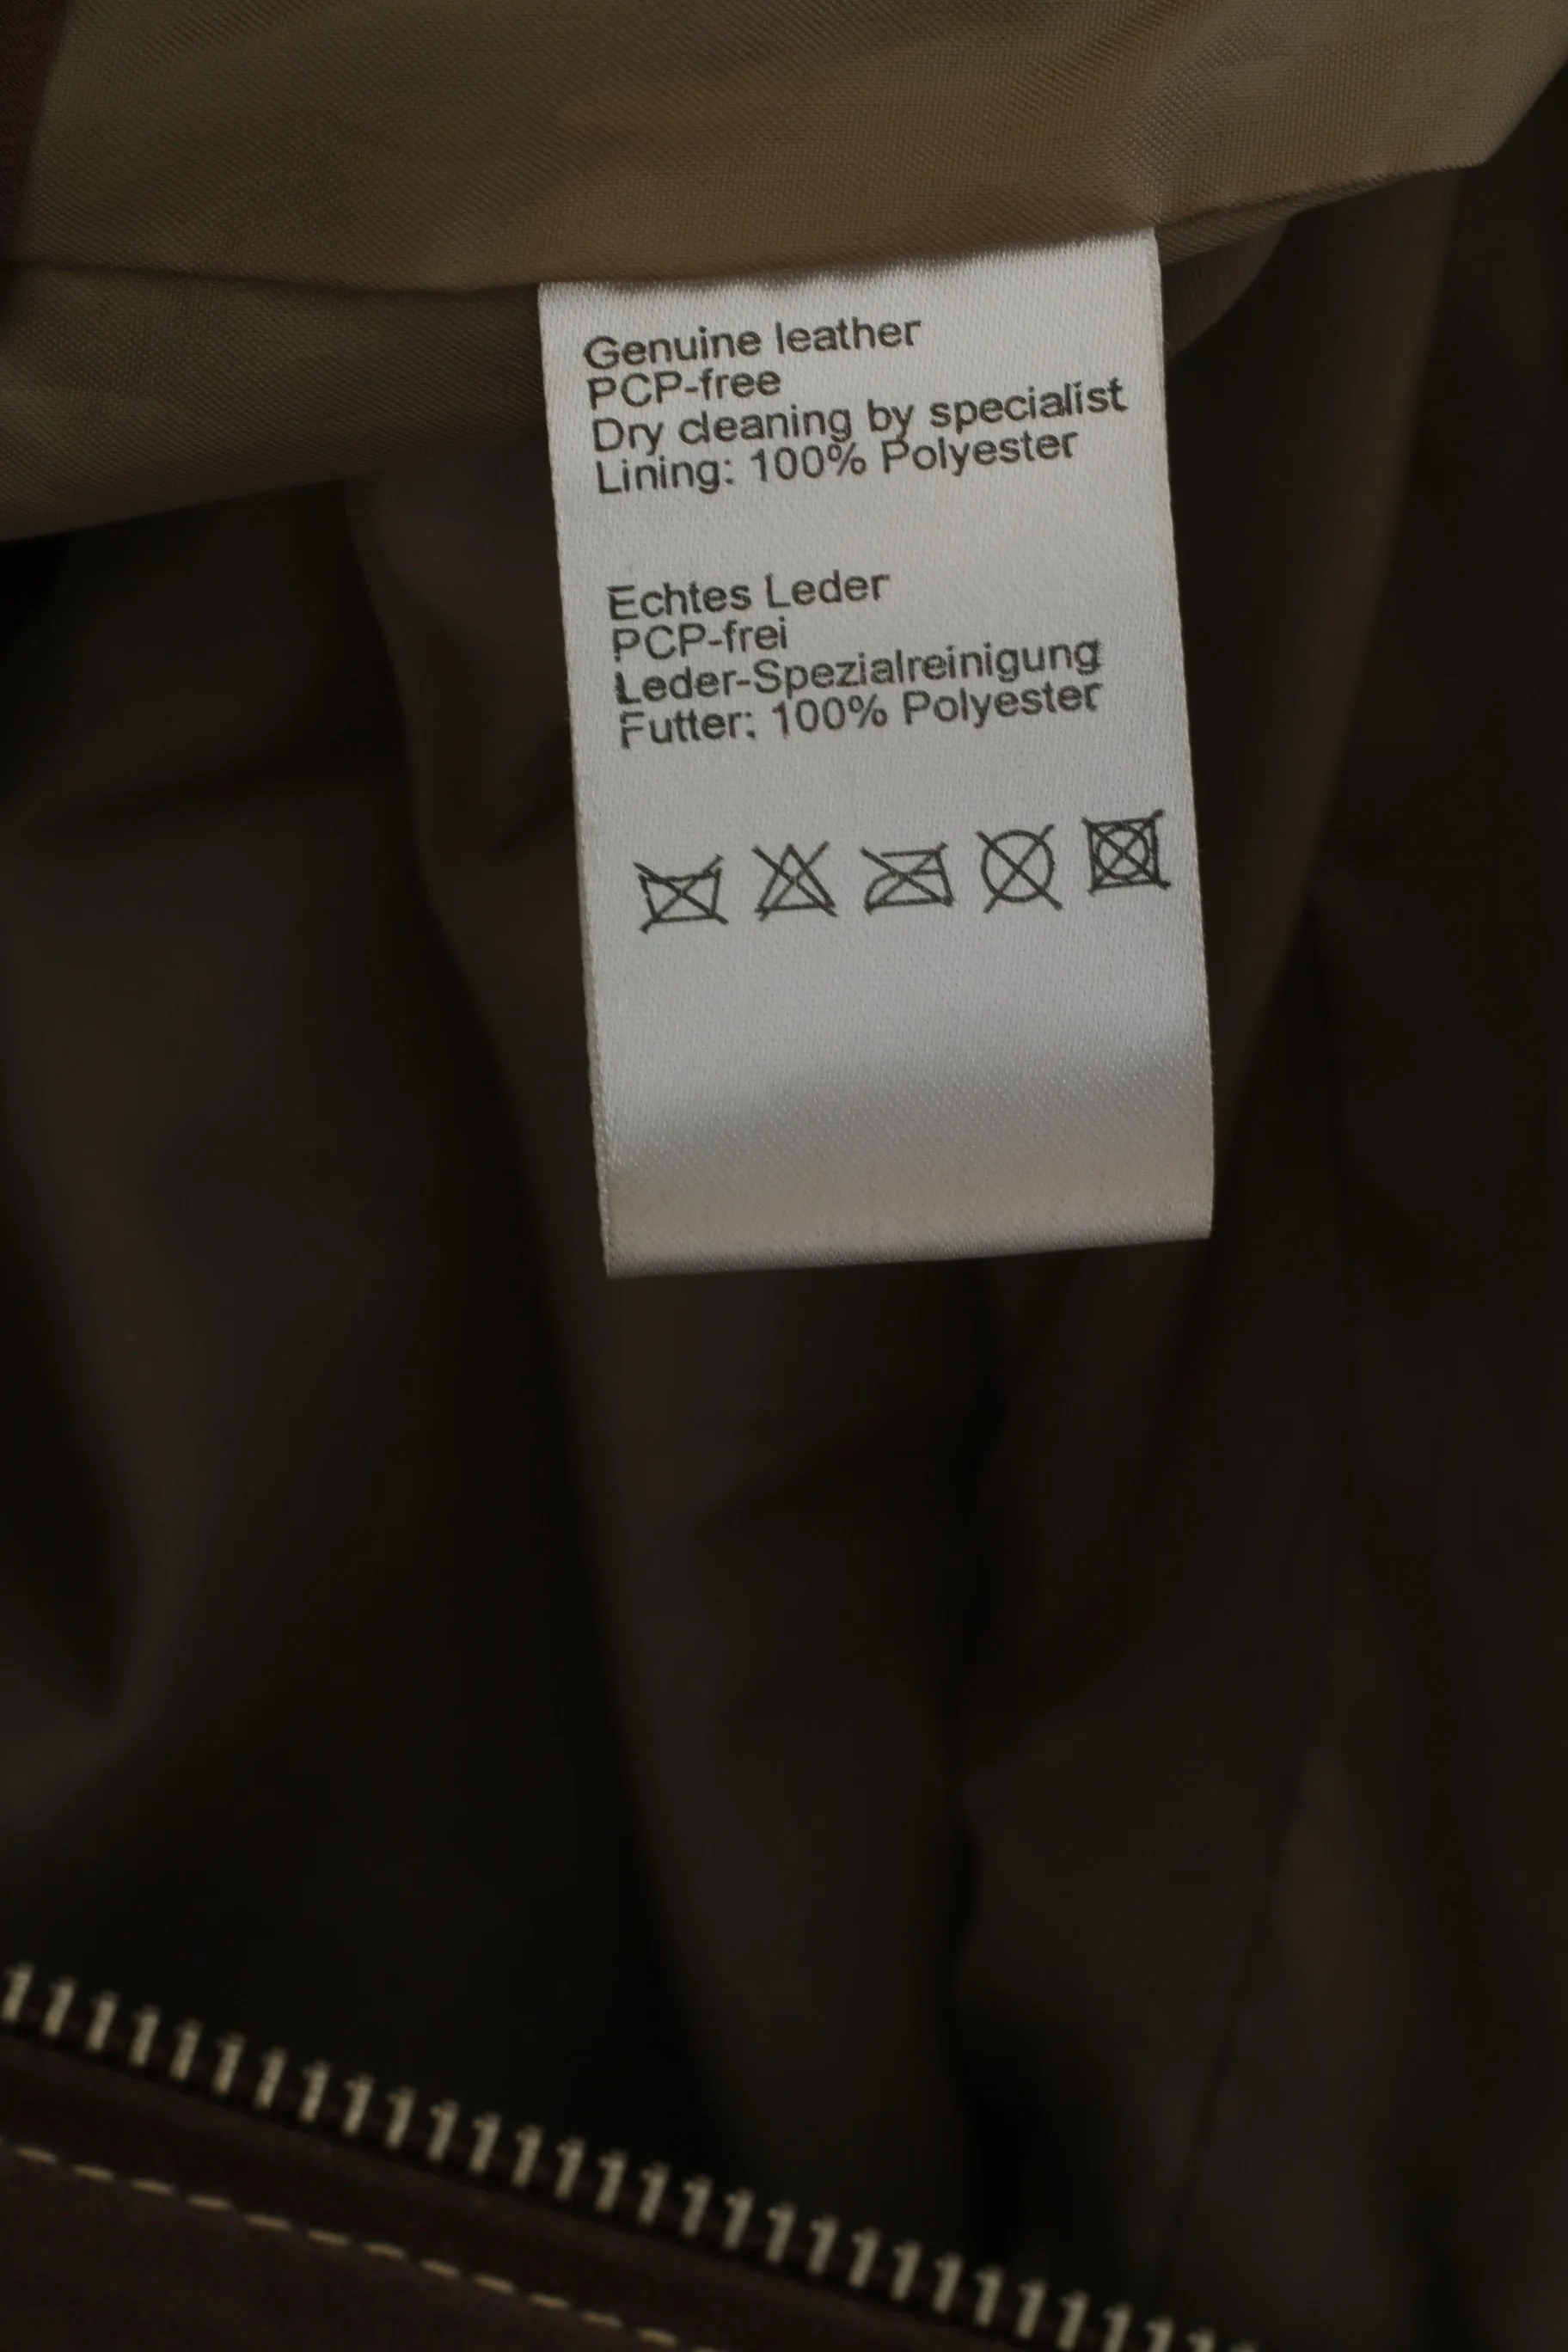 Genuine leather
PCP-free
Dry cleaning by specialist
Lining: 100% Polyester
Echtes Leder
PCP-frei
Leder-Spezialreinigung
Futter: 100% Polyester